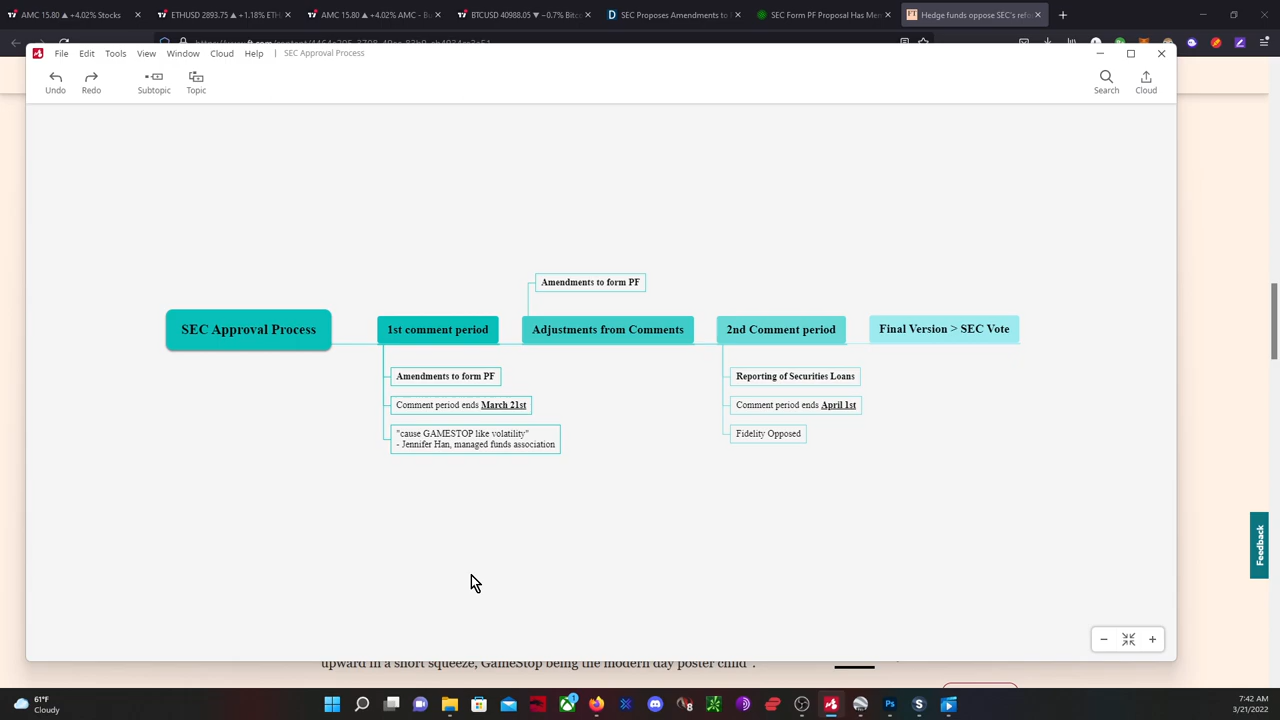 AMC 15.80 ▲ +4.02% Stocks
ETHUSD 2893.75 ▲ +1.18% ETH
AMC 15.80 ▲ +4.02% AMC – Bu
BTCUSD 40988.05 ▼ −0.7% Bitc
SEC Proposes Amendments to
SEC Form PF Proposal Has Me
Hedge funds oppose SEC's ref
File Edit Tools View Window Cloud Help | SEC Approval Process
Undo Redo Subtopic Topic Search Cloud
Amendments to form PF
SEC Approval Process
1st comment period
Adjustments from Comments
2nd Comment period
Final Version > SEC Vote
Amendments to form PF
Comment period ends March 21st
"cause GAMESTOP like volatility"
- Jennifer Han, managed funds association
Reporting of Securities Loans
Comment period ends April 1st
Fidelity Opposed
Feedback
upward in a short squeeze, GameStop being the modern day poster child".
61°F
Cloudy
7:42 AM
3/21/2022